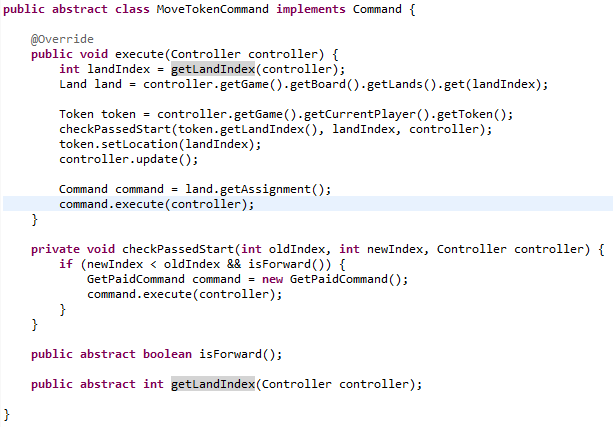 public abstract class MoveTokenCommand implements Command {
@Override
public void execute(Controller controller) {
int landIndex = getLandIndex(controller);
Land land = controller.getGame().getBoard().getLands().get(landIndex);
Token token = controller.getGame().getCurrentPlayer().getToken();
checkPassedStart(token.getLandIndex(), landIndex, controller);
token.setLocation(landIndex);
controller.update();
Command command = land.getAssignment();
command.execute(controller);
}
private void checkPassedStart(int oldIndex, int newIndex, Controller controller) {
if (newIndex < oldIndex && isForward()) {
GetPaidCommand command = new GetPaidCommand();
command.execute(controller);
}
}
public abstract boolean isForward();
public abstract int getLandIndex(Controller controller);
}